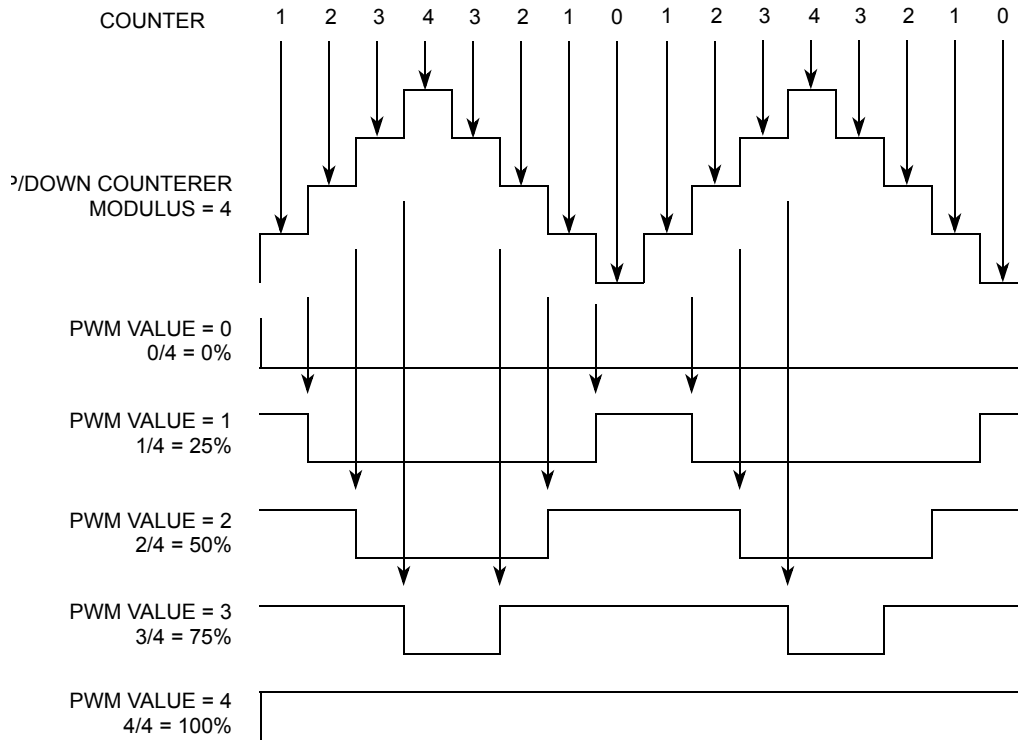 COUNTER 1 2 3 4 3 2 1 0 1 2 3 4 3 2 1 0
P/DOWN COUNTERER
MODULUS = 4
PWM VALUE = 0
0/4 = 0%
PWM VALUE = 1
1/4 = 25%
PWM VALUE = 2
2/4 = 50%
PWM VALUE = 3
3/4 = 75%
PWM VALUE = 4
4/4 = 100%